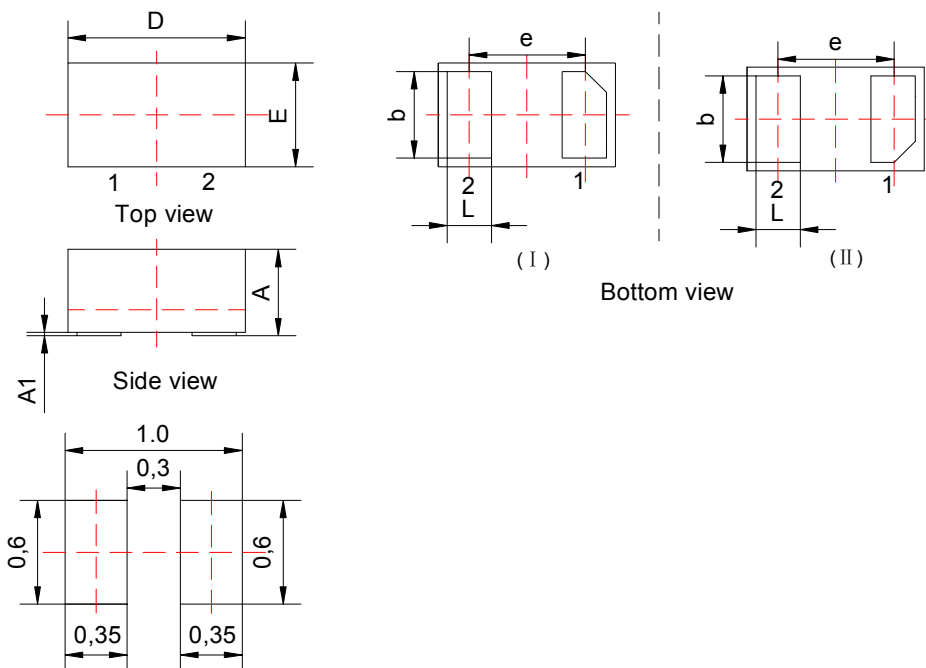 D
E
1 2
Top view
A
A1
Side view
e
b
2 1
L
(Ⅰ)
e
b
2 1
L
(Ⅱ)
Bottom view
1.0
0,3
0,6
0,6
0,35 0,35